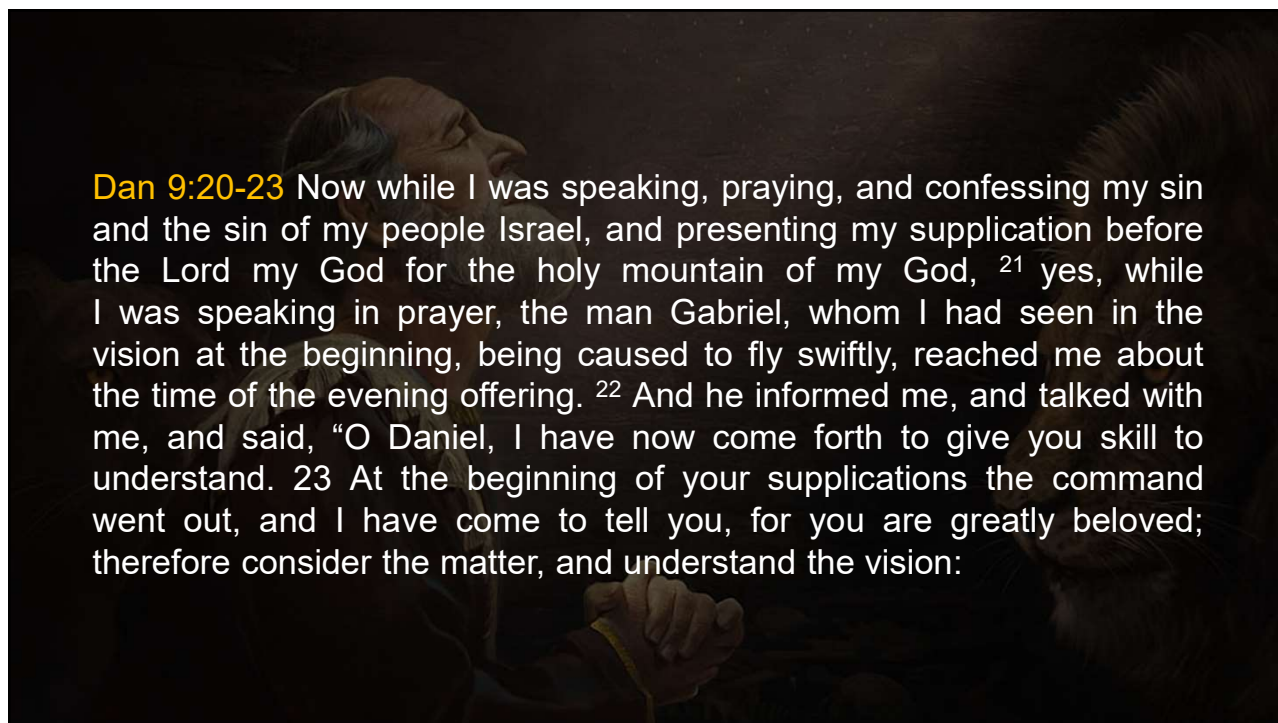 Dan 9:20-23 Now while I was speaking, praying, and confessing my sin
and the sin of my people Israel, and presenting my supplication before
the Lord my God for the holy mountain of my God, 21 yes, while
I was speaking in prayer, the man Gabriel, whom I had seen in the
vision at the beginning, being caused to fly swiftly, reached me about
the time of the evening offering. 22 And he informed me, and talked with
me, and said, “O Daniel, I have now come forth to give you skill to
understand. 23 At the beginning of your supplications the command
went out, and I have come to tell you, for you are greatly beloved;
therefore consider the matter, and understand the vision: